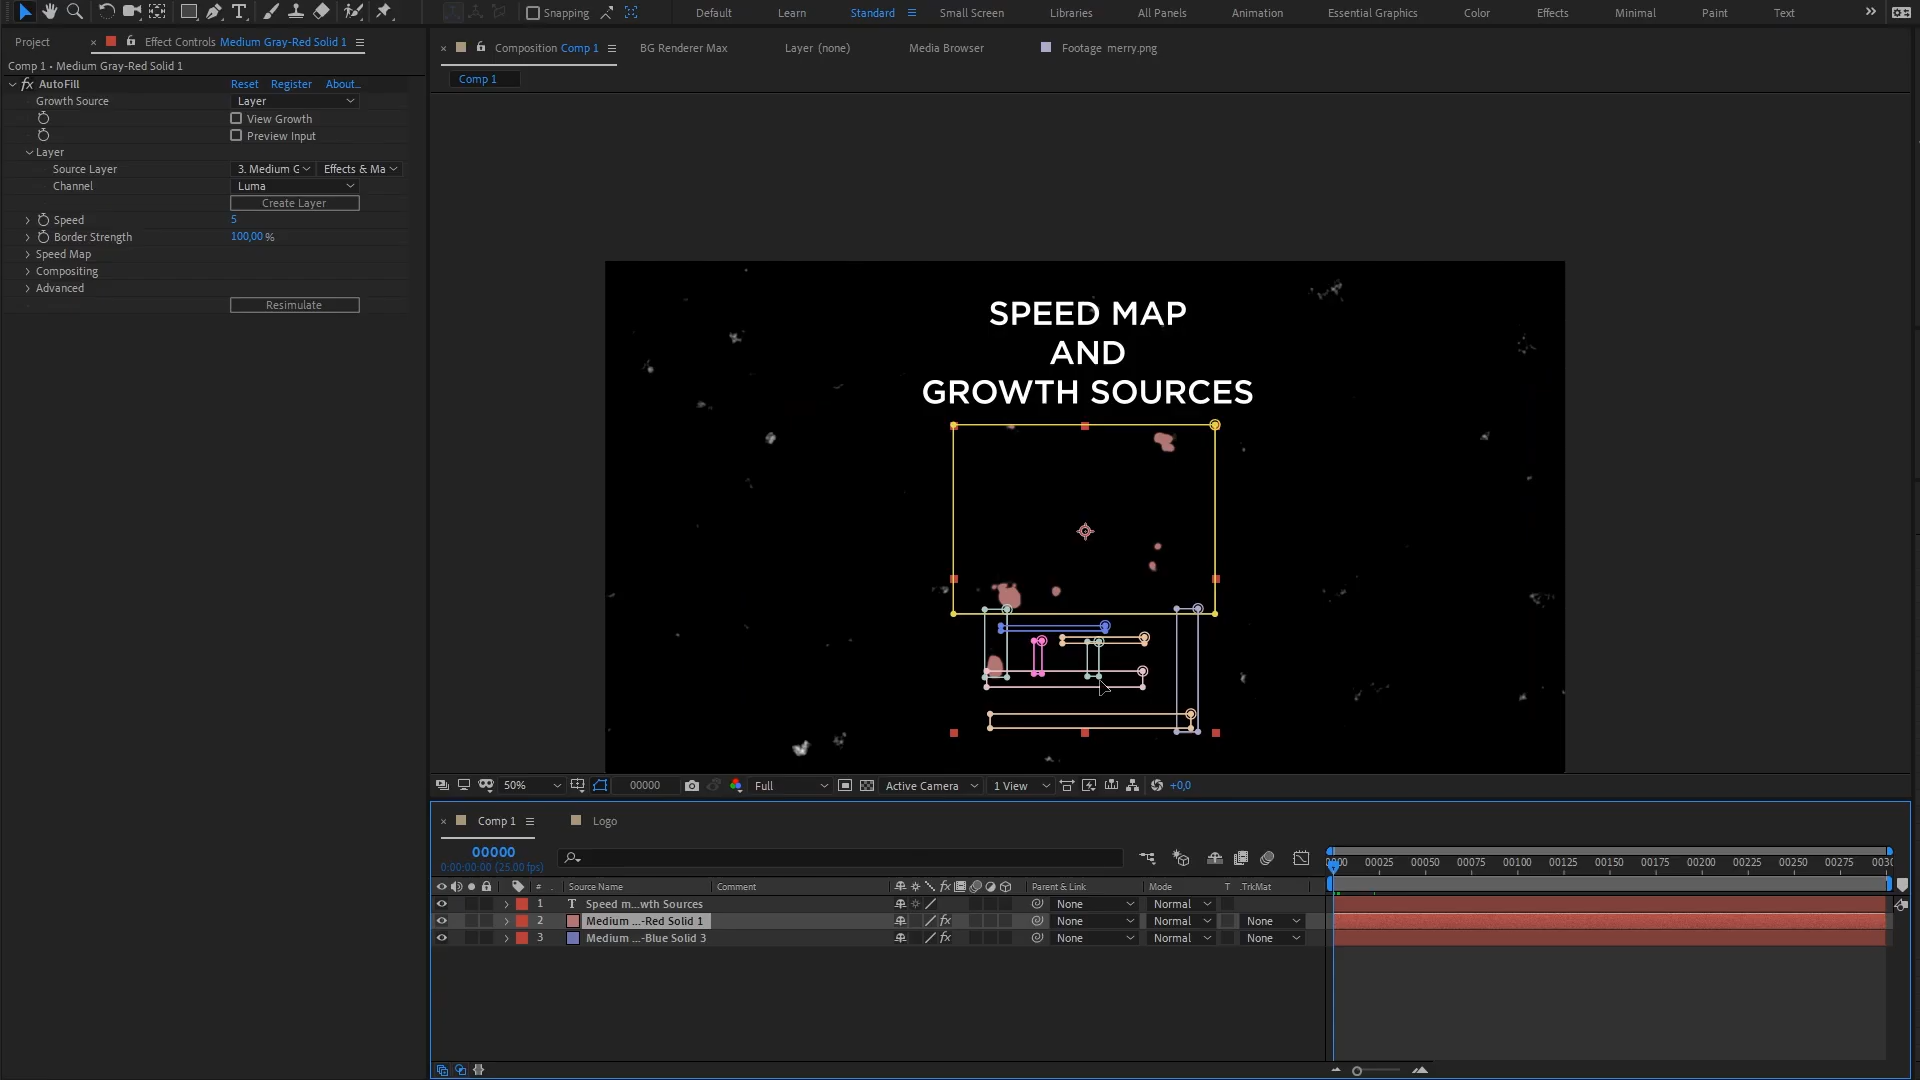 Snapping
Default
Learn
Standard
Small Screen
Libraries
All Panels
Animation
Essential Graphics
Color
Effects
Minimal
Paint
Text
Project
Effect Controls Medium Gray-Red Solid 1
Composition Comp 1
BG Renderer Max
Layer (none)
Media Browser
Footage merry.png
Comp 1 • Medium Gray-Red Solid 1
Comp 1
fx AutoFill
Reset
Register
About...
Growth Source
Layer
View Growth
Preview Input
Layer
Source Layer
3. Medium G
Effects & Ma
Channel
Luma
Create Layer
Speed
5
Border Strength
100,00 %
Speed Map
Compositing
Advanced
Resimulate
SPEED MAP
AND
GROWTH SOURCES
50%
00000
Full
Active Camera
1 View
+0,0
Comp 1
Logo
00000
0:00:00:00 (25.00 fps)
00025 00050 00075 00100 00125 00150 00175 00200 00225 00250 00275
# Source Name Comment Parent & Link Mode T .TrkMat
1 T Speed m...wth Sources None Normal
2 Medium ...-Red Solid 1 fx None Normal None
3 Medium ...-Blue Solid 3 fx None Normal None